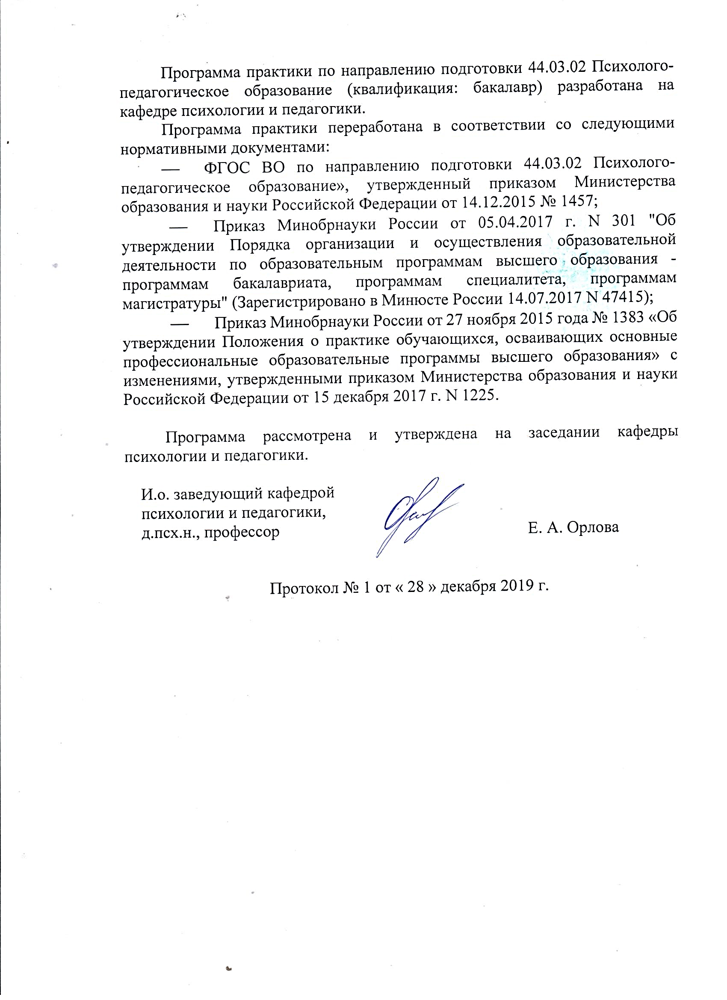 Программа практики по направлению подготовки 44.03.02 Психолого-
педагогическое образование (квалификация: бакалавр) разработана на
кафедре психологии и педагогики.
Программа практики переработана в соответствии со следующими
нормативными документами:
— ФГОС ВО по направлению подготовки 44.03.02 Психолого-
педагогическое образование», утвержденный приказом Министерства
образования и науки Российской Федерации от 14.12.2015 № 1457;
— Приказ Минобрнауки России от 05.04.2017 г. N 301 "Об
утверждении Порядка организации и осуществления образовательной
деятельности по образовательным программам высшего образования -
программам бакалавриата, программам специалитета, программам
магистратуры" (Зарегистрировано в Минюсте России 14.07.2017 N 47415);
— Приказ Минобрнауки России от 27 ноября 2015 года № 1383 «Об
утверждении Положения о практике обучающихся, осваивающих основные
профессиональные образовательные программы высшего образования» с
изменениями, утвержденными приказом Министерства образования и науки
Российской Федерации от 15 декабря 2017 г. N 1225.
Программа рассмотрена и утверждена на заседании кафедры
психологии и педагогики.
И.о. заведующий кафедрой
психологии и педагогики,
д.псх.н., профессор
Е. А. Орлова
Протокол № 1 от « 28 » декабря 2019 г.